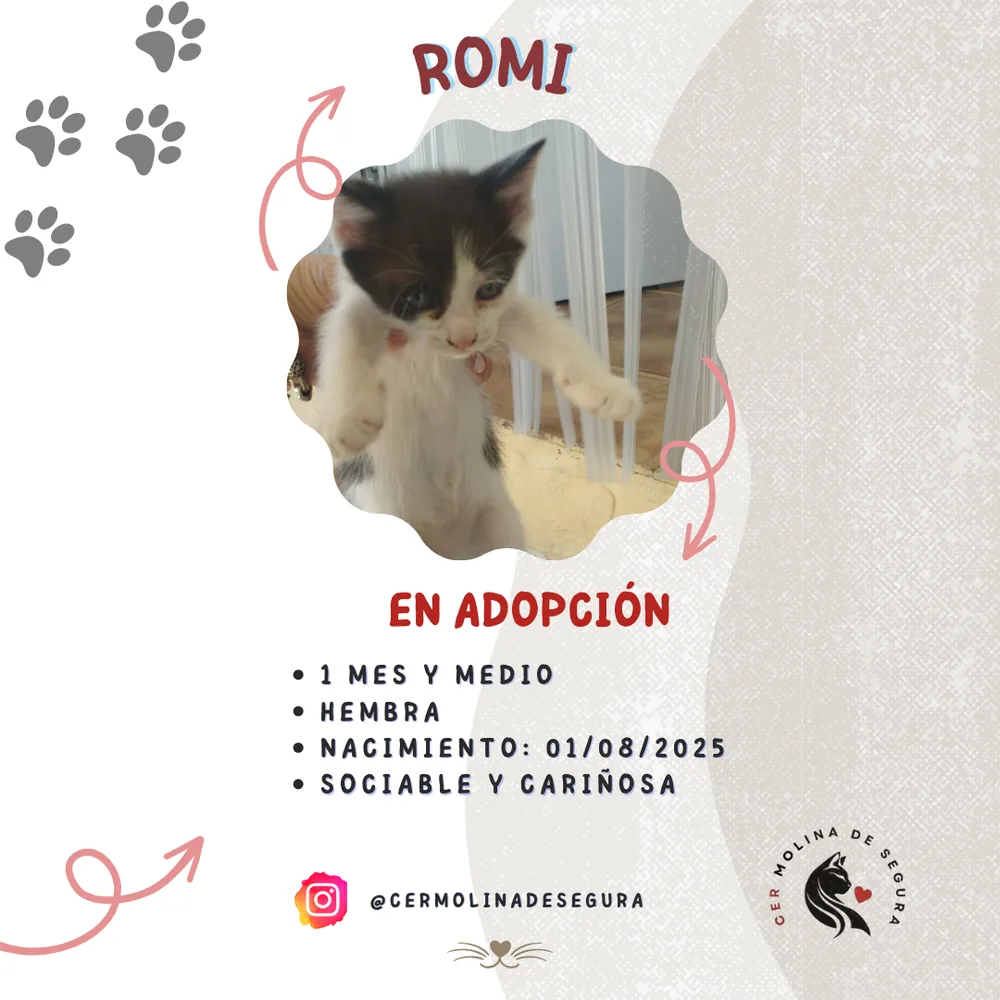 ROMI
EN ADOPCIÓN
• 1 MES Y MEDIO
• HEMBRA
• NACIMIENTO: 01/08/2025
• SOCIABLE Y CARIÑOSA
@CERMOLINADESEGURA
CER MOLINA DE SEGURA